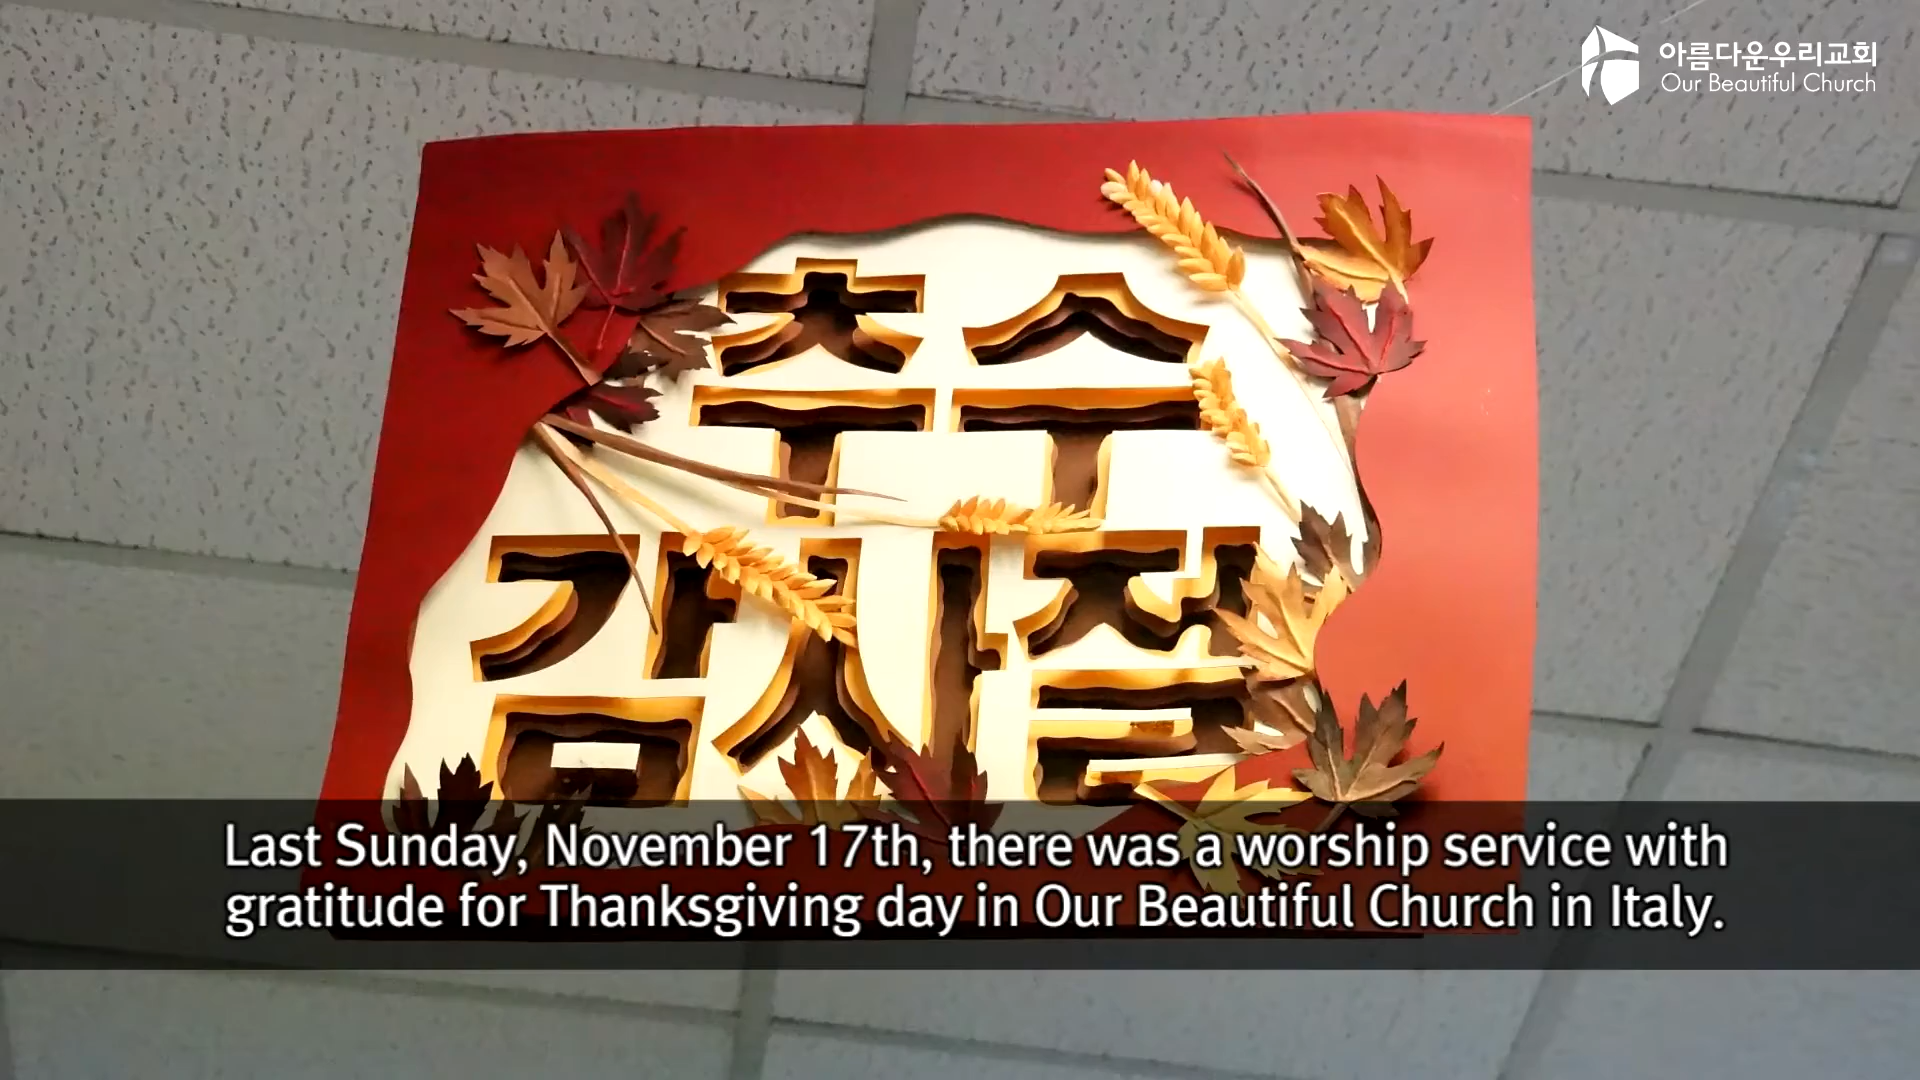 아름다운우리교회
Our Beautiful Church
추수
감사절
Last Sunday, November 17th, there was a worship service with
gratitude for Thanksgiving day in Our Beautiful Church in Italy.